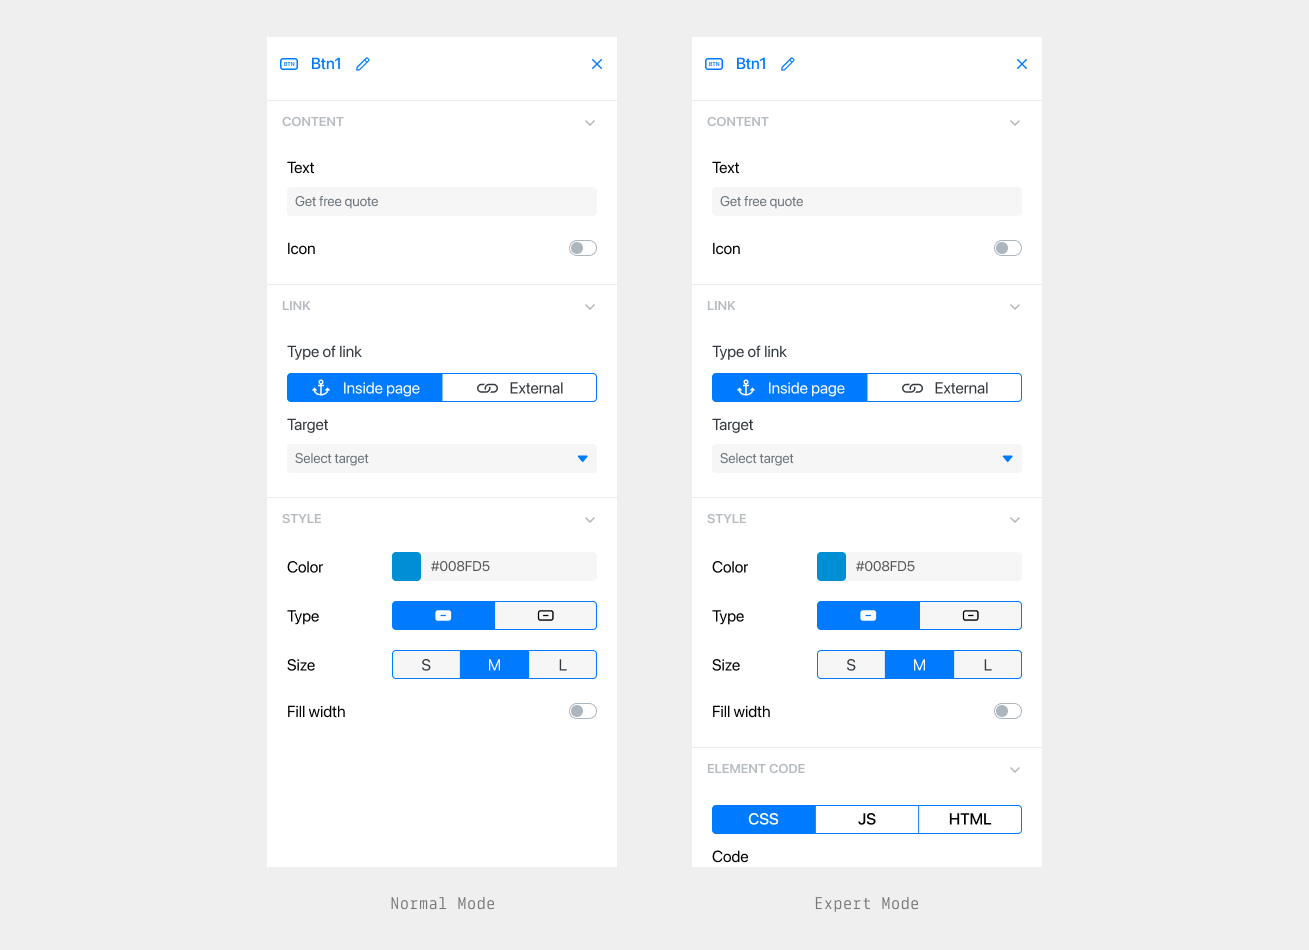 BTN Btn1
CONTENT
Text
Get free quote
Icon
LINK
Type of link
Inside page External
Target
Select target
STYLE
Color #008FD5
Type
Size S M L
Fill width
Normal Mode
BTN Btn1
CONTENT
Text
Get free quote
Icon
LINK
Type of link
Inside page External
Target
Select target
STYLE
Color #008FD5
Type
Size S M L
Fill width
ELEMENT CODE
CSS JS HTML
Code
Expert Mode